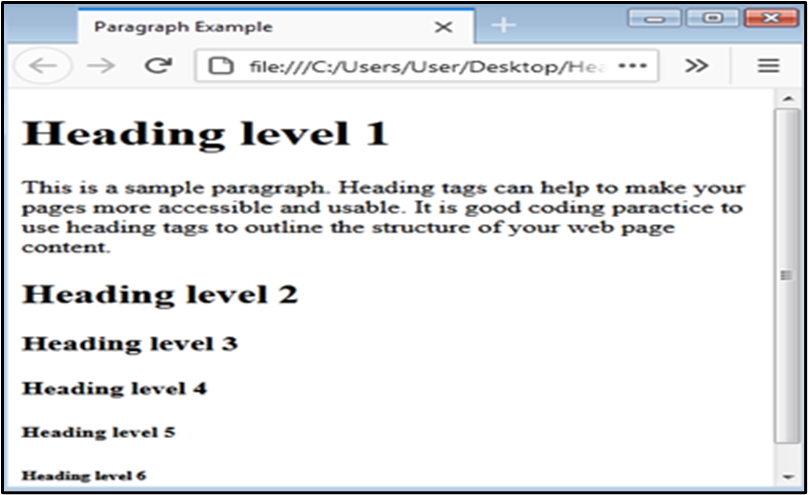 Paragraph Example
file:///C:/Users/User/Desktop/Hea
Heading level 1
This is a sample paragraph. Heading tags can help to make your
pages more accessible and usable. It is good coding paractice to
use heading tags to outline the structure of your web page
content.
Heading level 2
Heading level 3
Heading level 4
Heading level 5
Heading level 6